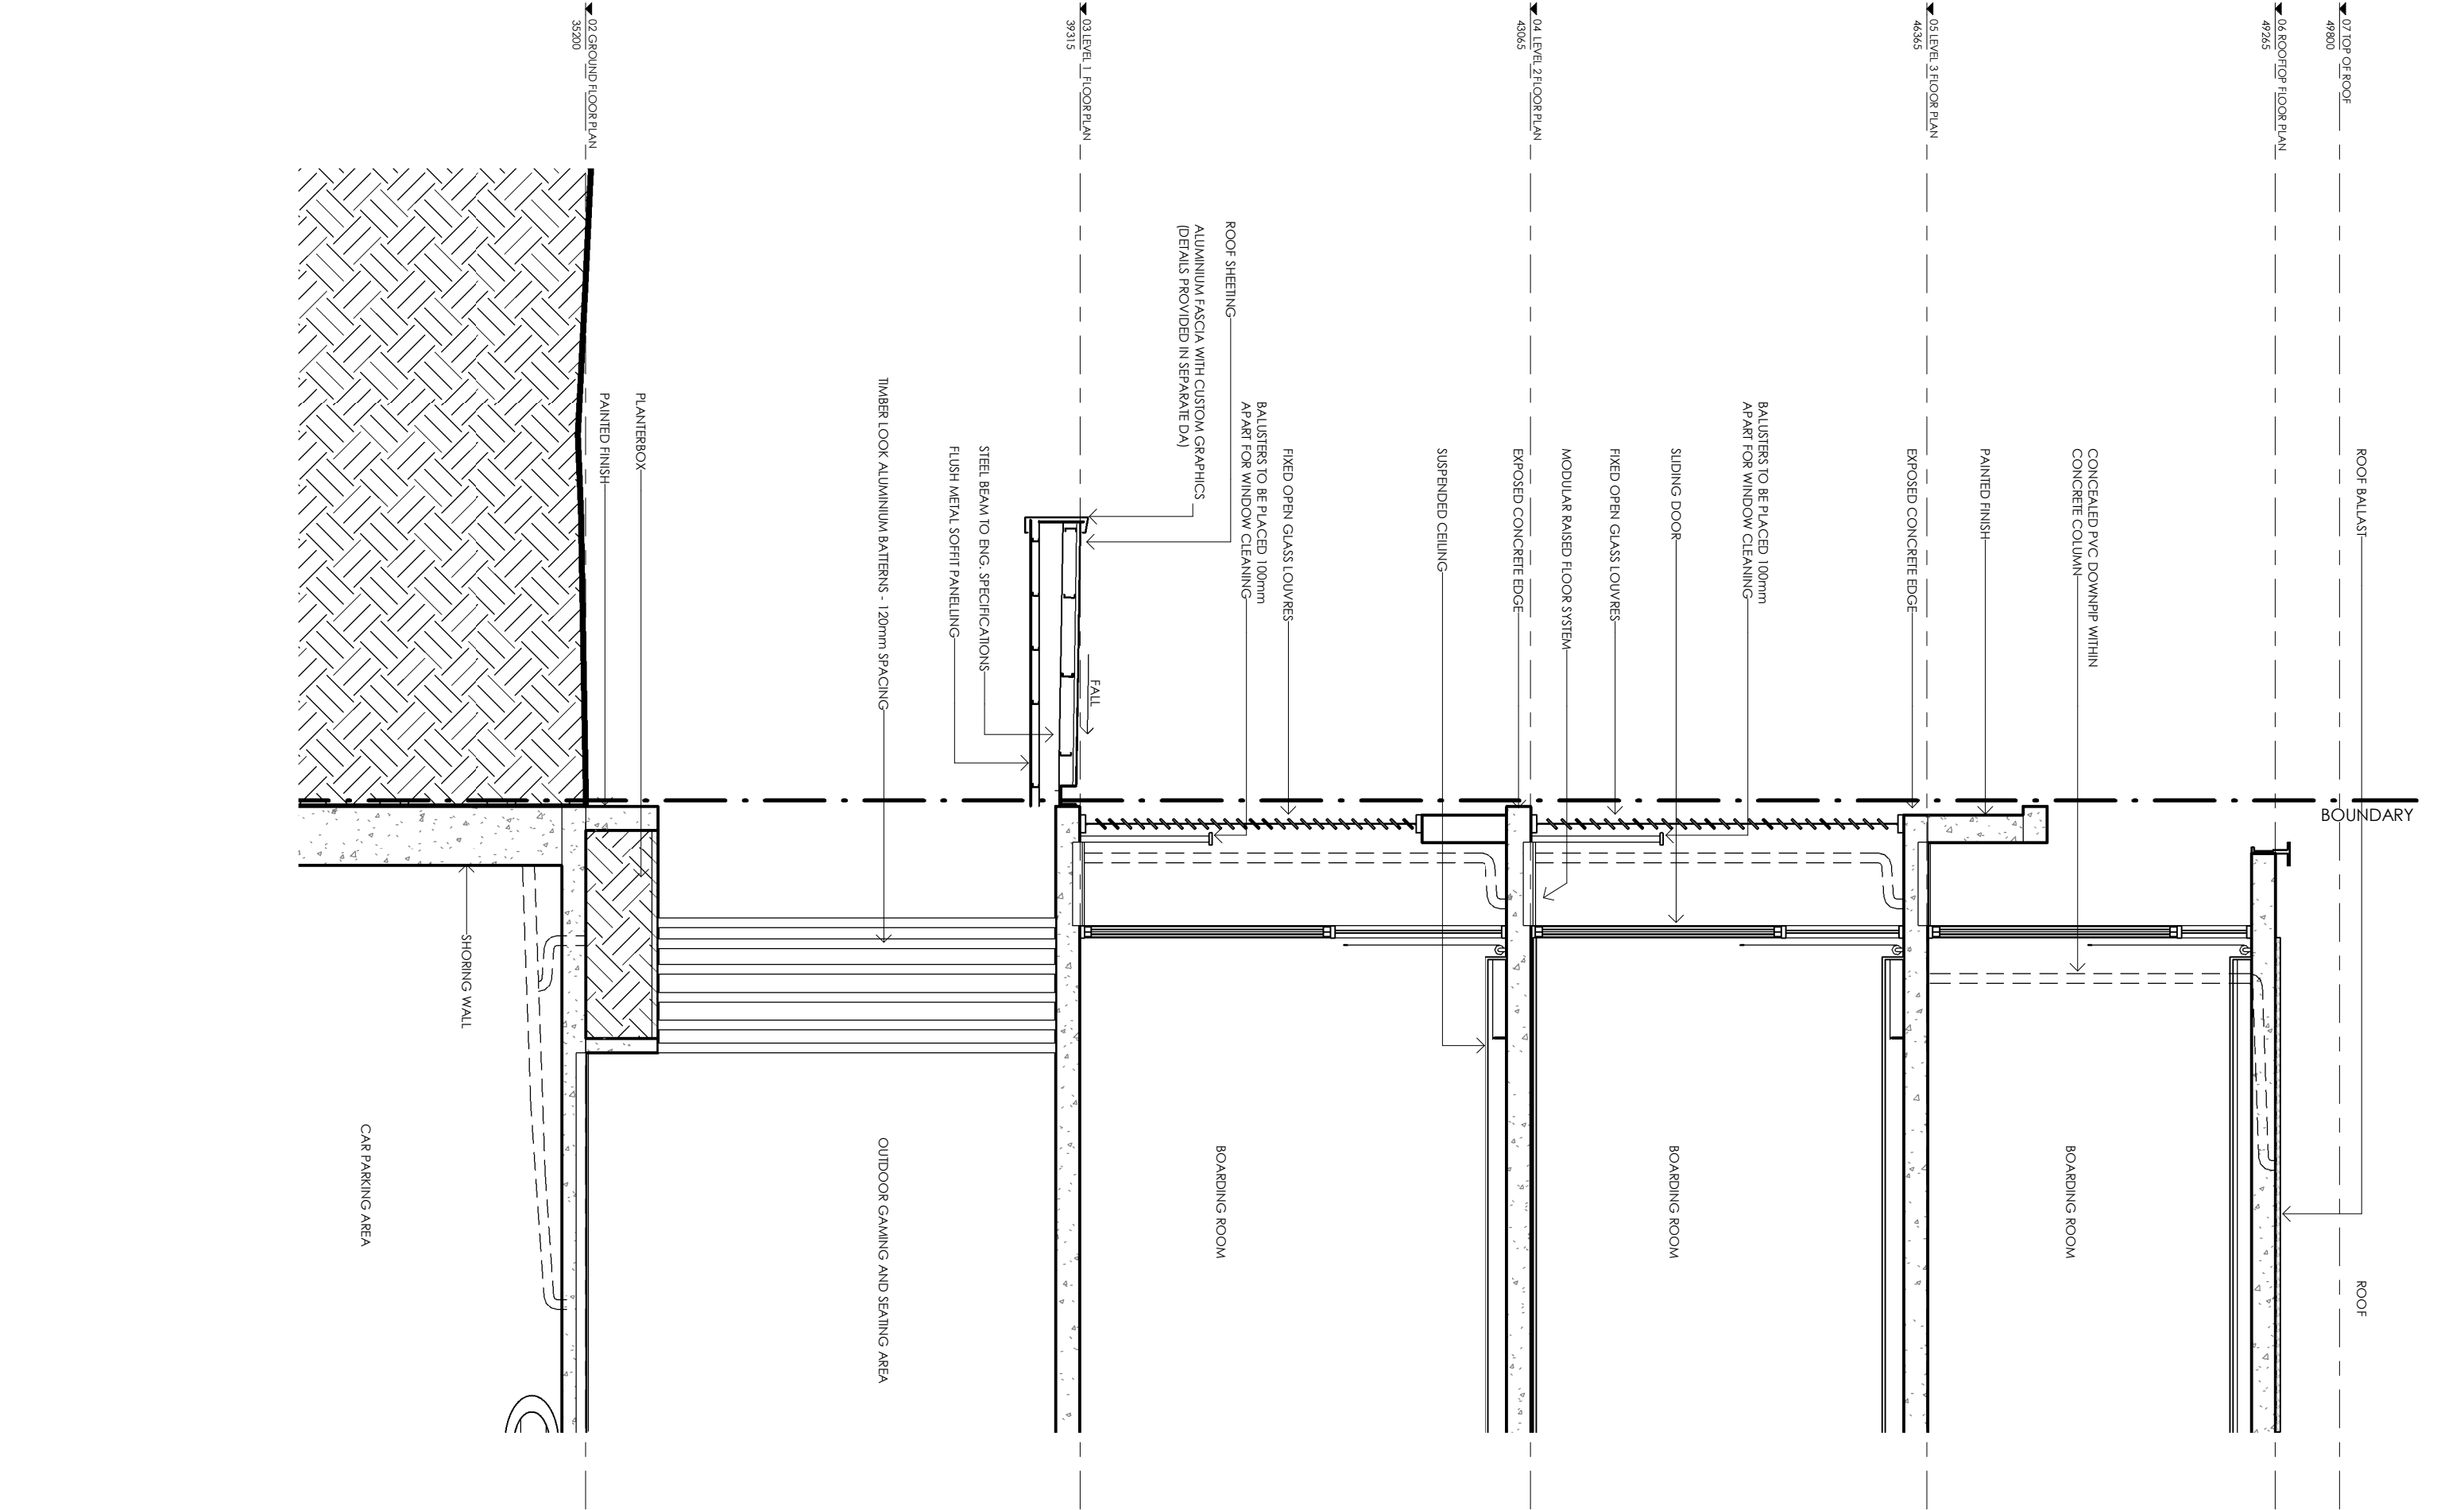 07 TOP OF ROOF
49800
06 ROOFTOP FLOOR PLAN
49265
05 LEVEL 3 FLOOR PLAN
46365
04 LEVEL 2 FLOOR PLAN
43065
03 LEVEL 1 FLOOR PLAN
39315
02 GROUND FLOOR PLAN
35200
ROOF BALLAST
ROOF
BOUNDARY
CONCEALED PVC DOWNPIP WITHIN
CONCRETE COLUMN
BOARDING ROOM
PAINTED FINISH
EXPOSED CONCRETE EDGE
BALUSTERS TO BE PLACED 100mm
APART FOR WINDOW CLEANING
SLIDING DOOR
BOARDING ROOM
FIXED OPEN GLASS LOUVRES
MODULAR RAISED FLOOR SYSTEM
EXPOSED CONCRETE EDGE
SUSPENDED CEILING
FIXED OPEN GLASS LOUVRES
BALUSTERS TO BE PLACED 100mm
APART FOR WINDOW CLEANING
ROOF SHEETING
BOARDING ROOM
ALUMINIUM FASCIA WITH CUSTOM GRAPHICS
(DETAILS PROVIDED IN SEPARATE DA)
FALL
STEEL BEAM TO ENG. SPECIFICATIONS
FLUSH METAL SOFFIT PANELLING
TIMBER LOOK ALUMINIUM BATTERNS - 120mm SPACING
OUTDOOR GAMING AND SEATING AREA
PLANTERBOX
PAINTED FINISH
SHORING WALL
CAR PARKING AREA